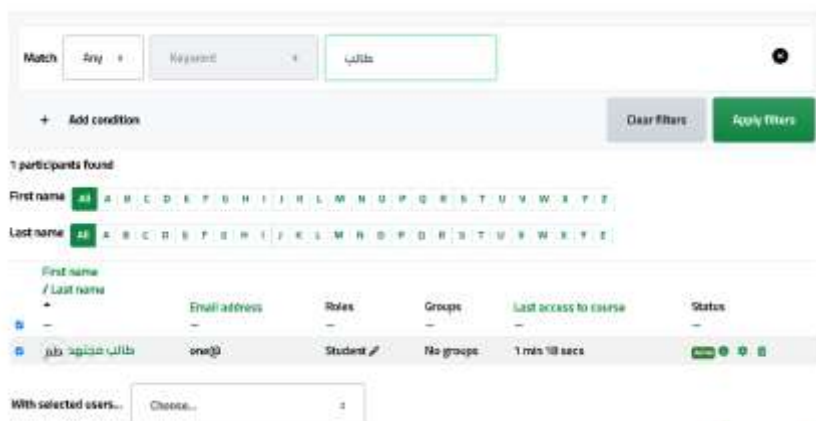 Match Any Keyword طالب
+ Add condition Clear filters Apply filters
1 participants found
First name All A B C D E F G H I J K L M N O P Q R S T U V W X Y Z
Last name All A B C D E F G H I J K L M N O P Q R S T U V W X Y Z
First name
/ Last name
Email address Roles Groups Last access to course Status
طالب مجتهد one@ Student No groups 1 min 18 secs Active
With selected users... Choose...